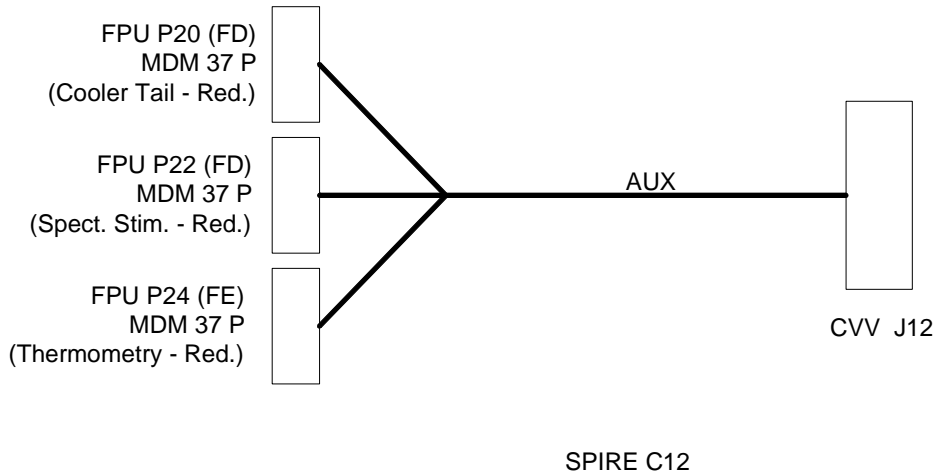 FPU P20 (FD)
MDM 37 P
(Cooler Tail - Red.)
FPU P22 (FD)
MDM 37 P
(Spect. Stim. - Red.)
FPU P24 (FE)
MDM 37 P
(Thermometry - Red.)
AUX
CVV J12
SPIRE C12